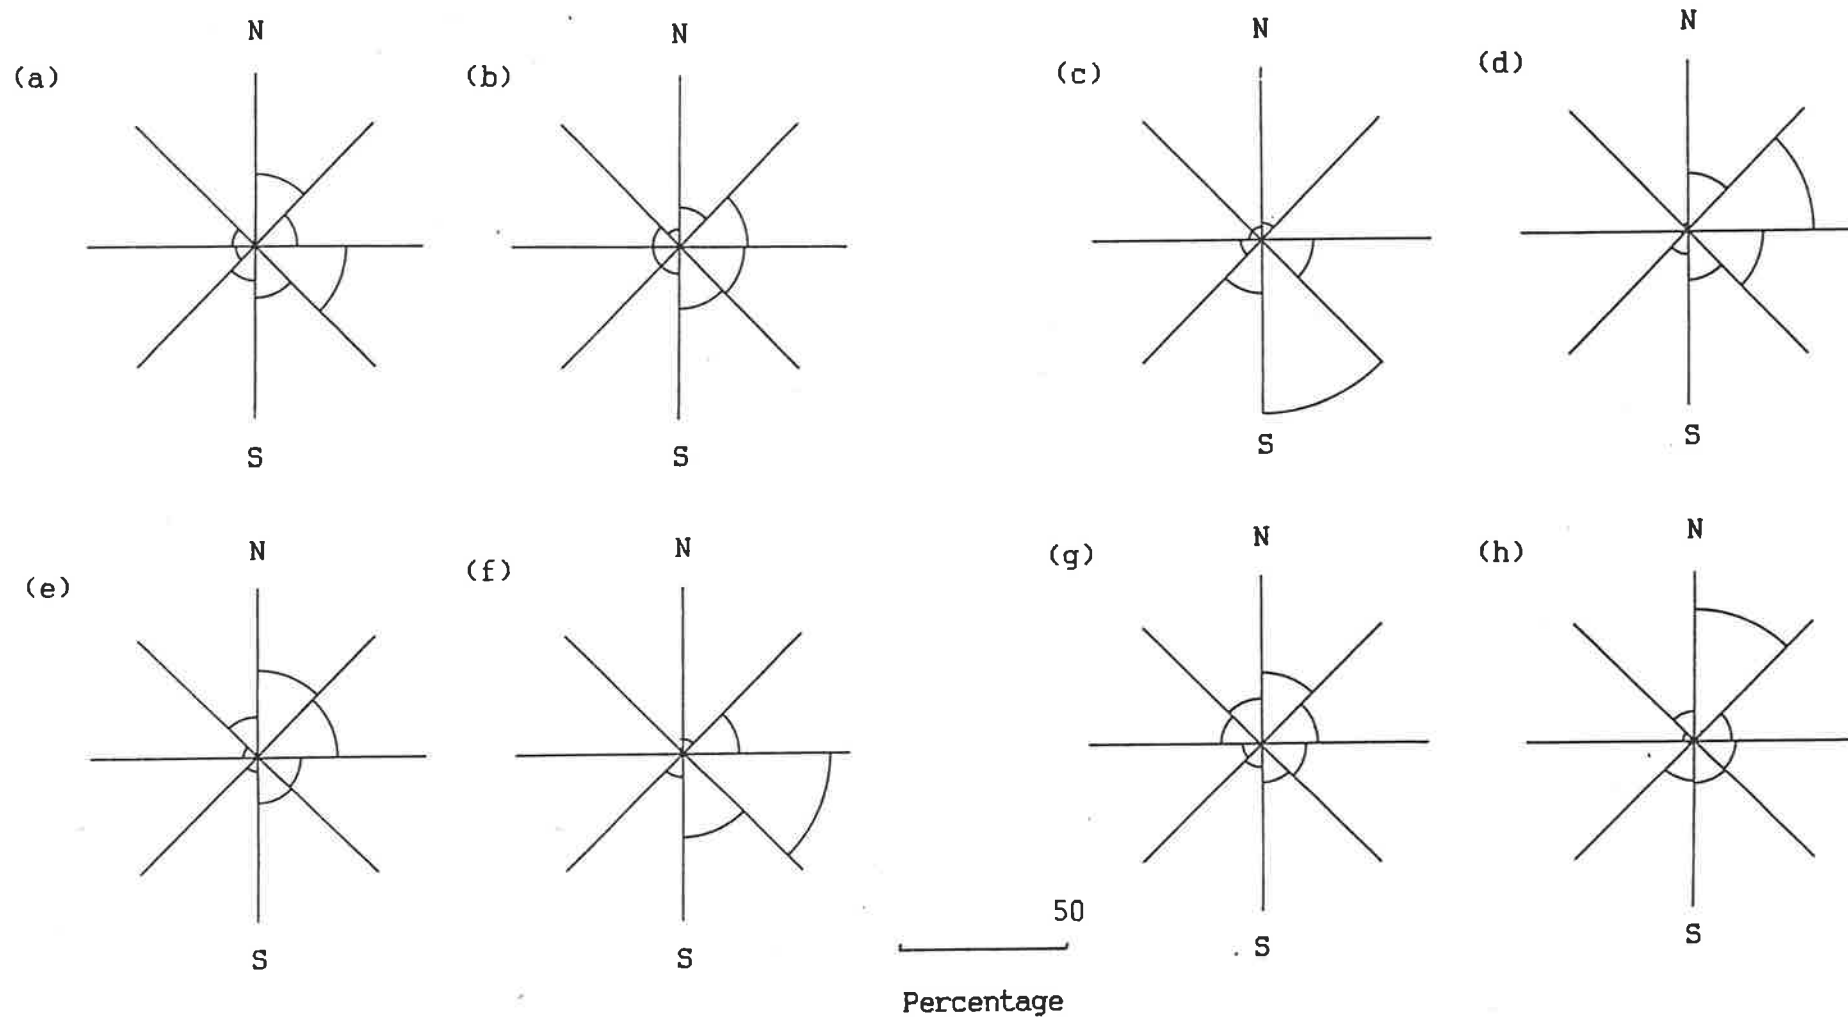 N N N N
(a) (b) (c) (d)
S S S S
N N N N
(e) (f) (g) (h)
50
S S S S
Percentage